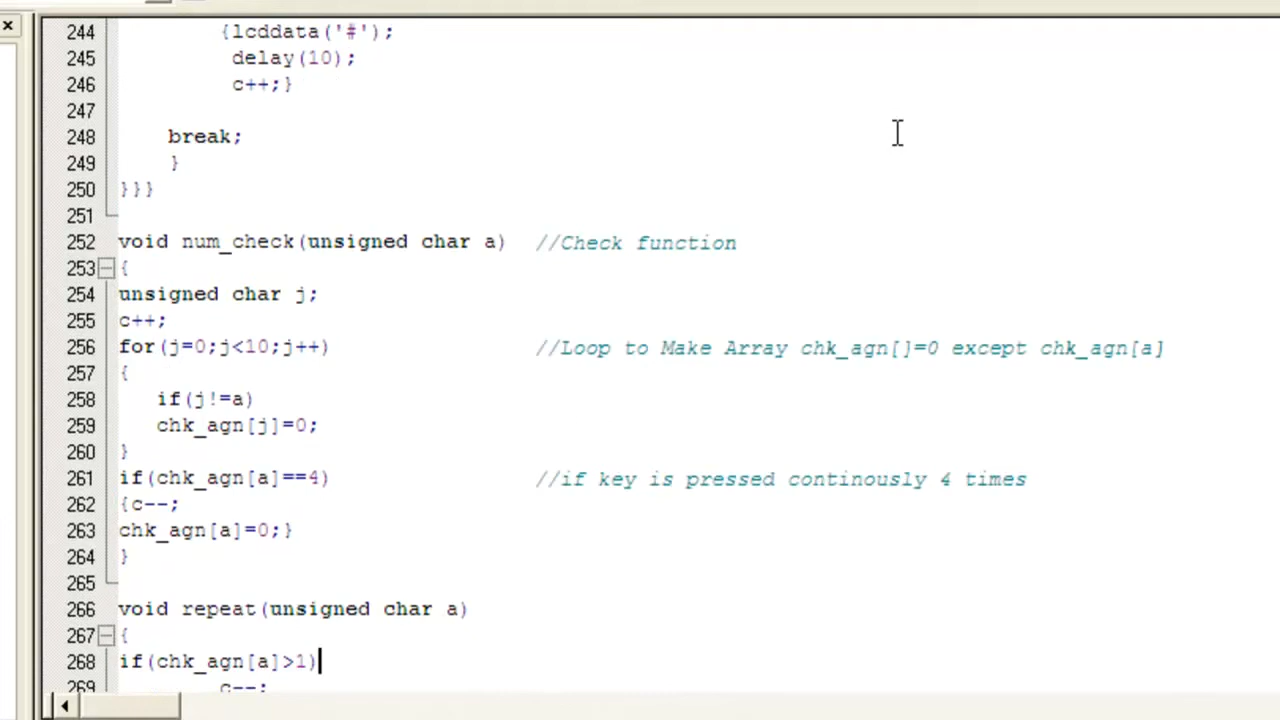 244 {lcddata('#');
245 delay(10);
246 c++;}
247
248 break;
249 }
250 }}}
251
252 void num_check(unsigned char a) //Check function
253 {
254 unsigned char j;
255 c++;
256 for(j=0;j<10;j++) //Loop to Make Array chk_agn[]=0 except chk_agn[a]
257 {
258 if(j!=a)
259 chk_agn[j]=0;
260 }
261 if(chk_agn[a]==4) //if key is pressed continously 4 times
262 {c--;
263 chk_agn[a]=0;}
264 }
265
266 void repeat(unsigned char a)
267 {
268 if(chk_agn[a]>1)
269 c--;